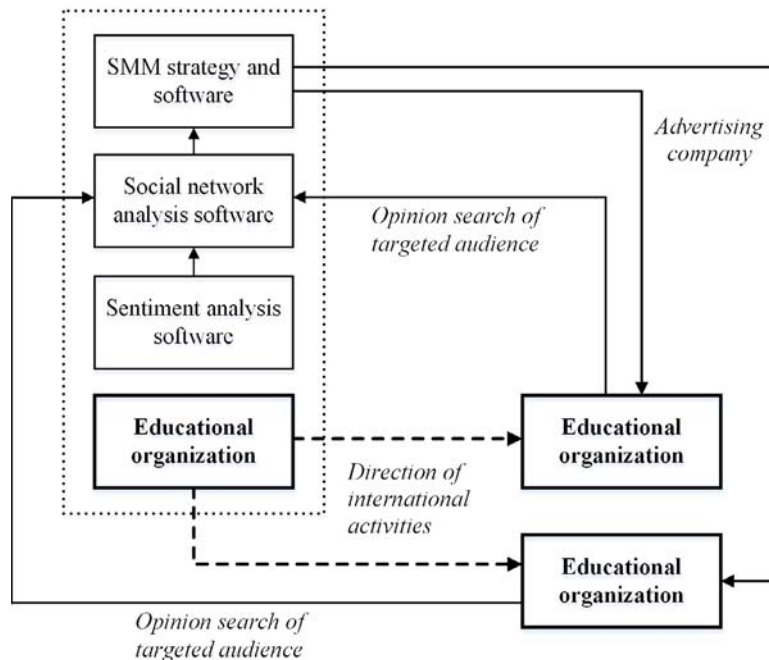 SMM strategy and
software
Advertising
company
Social network
analysis software
Opinion search of
targeted audience
Sentiment analysis
software
Educational
organization
Educational
organization
Direction of
international
activities
Educational
organization
Opinion search of
targeted audience